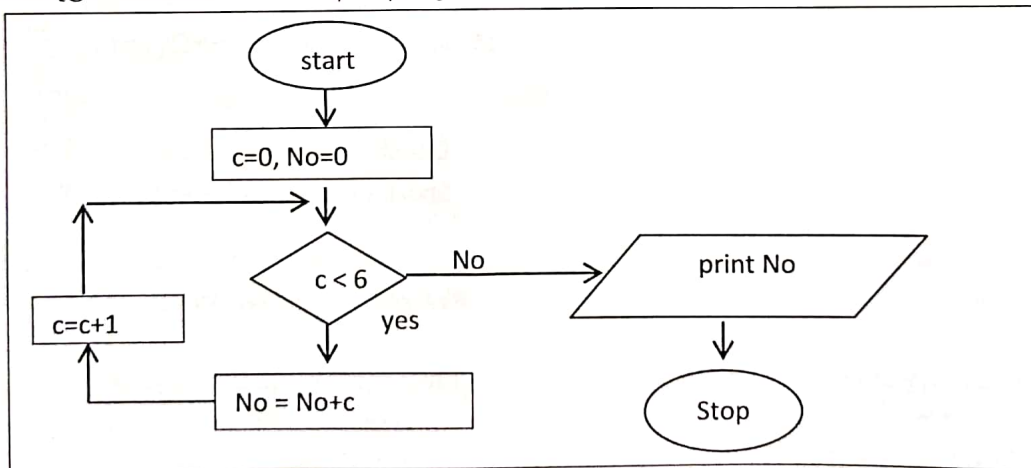 start
c=0, No=0
c < 6
No
print No
yes
c=c+1
No = No+c
Stop